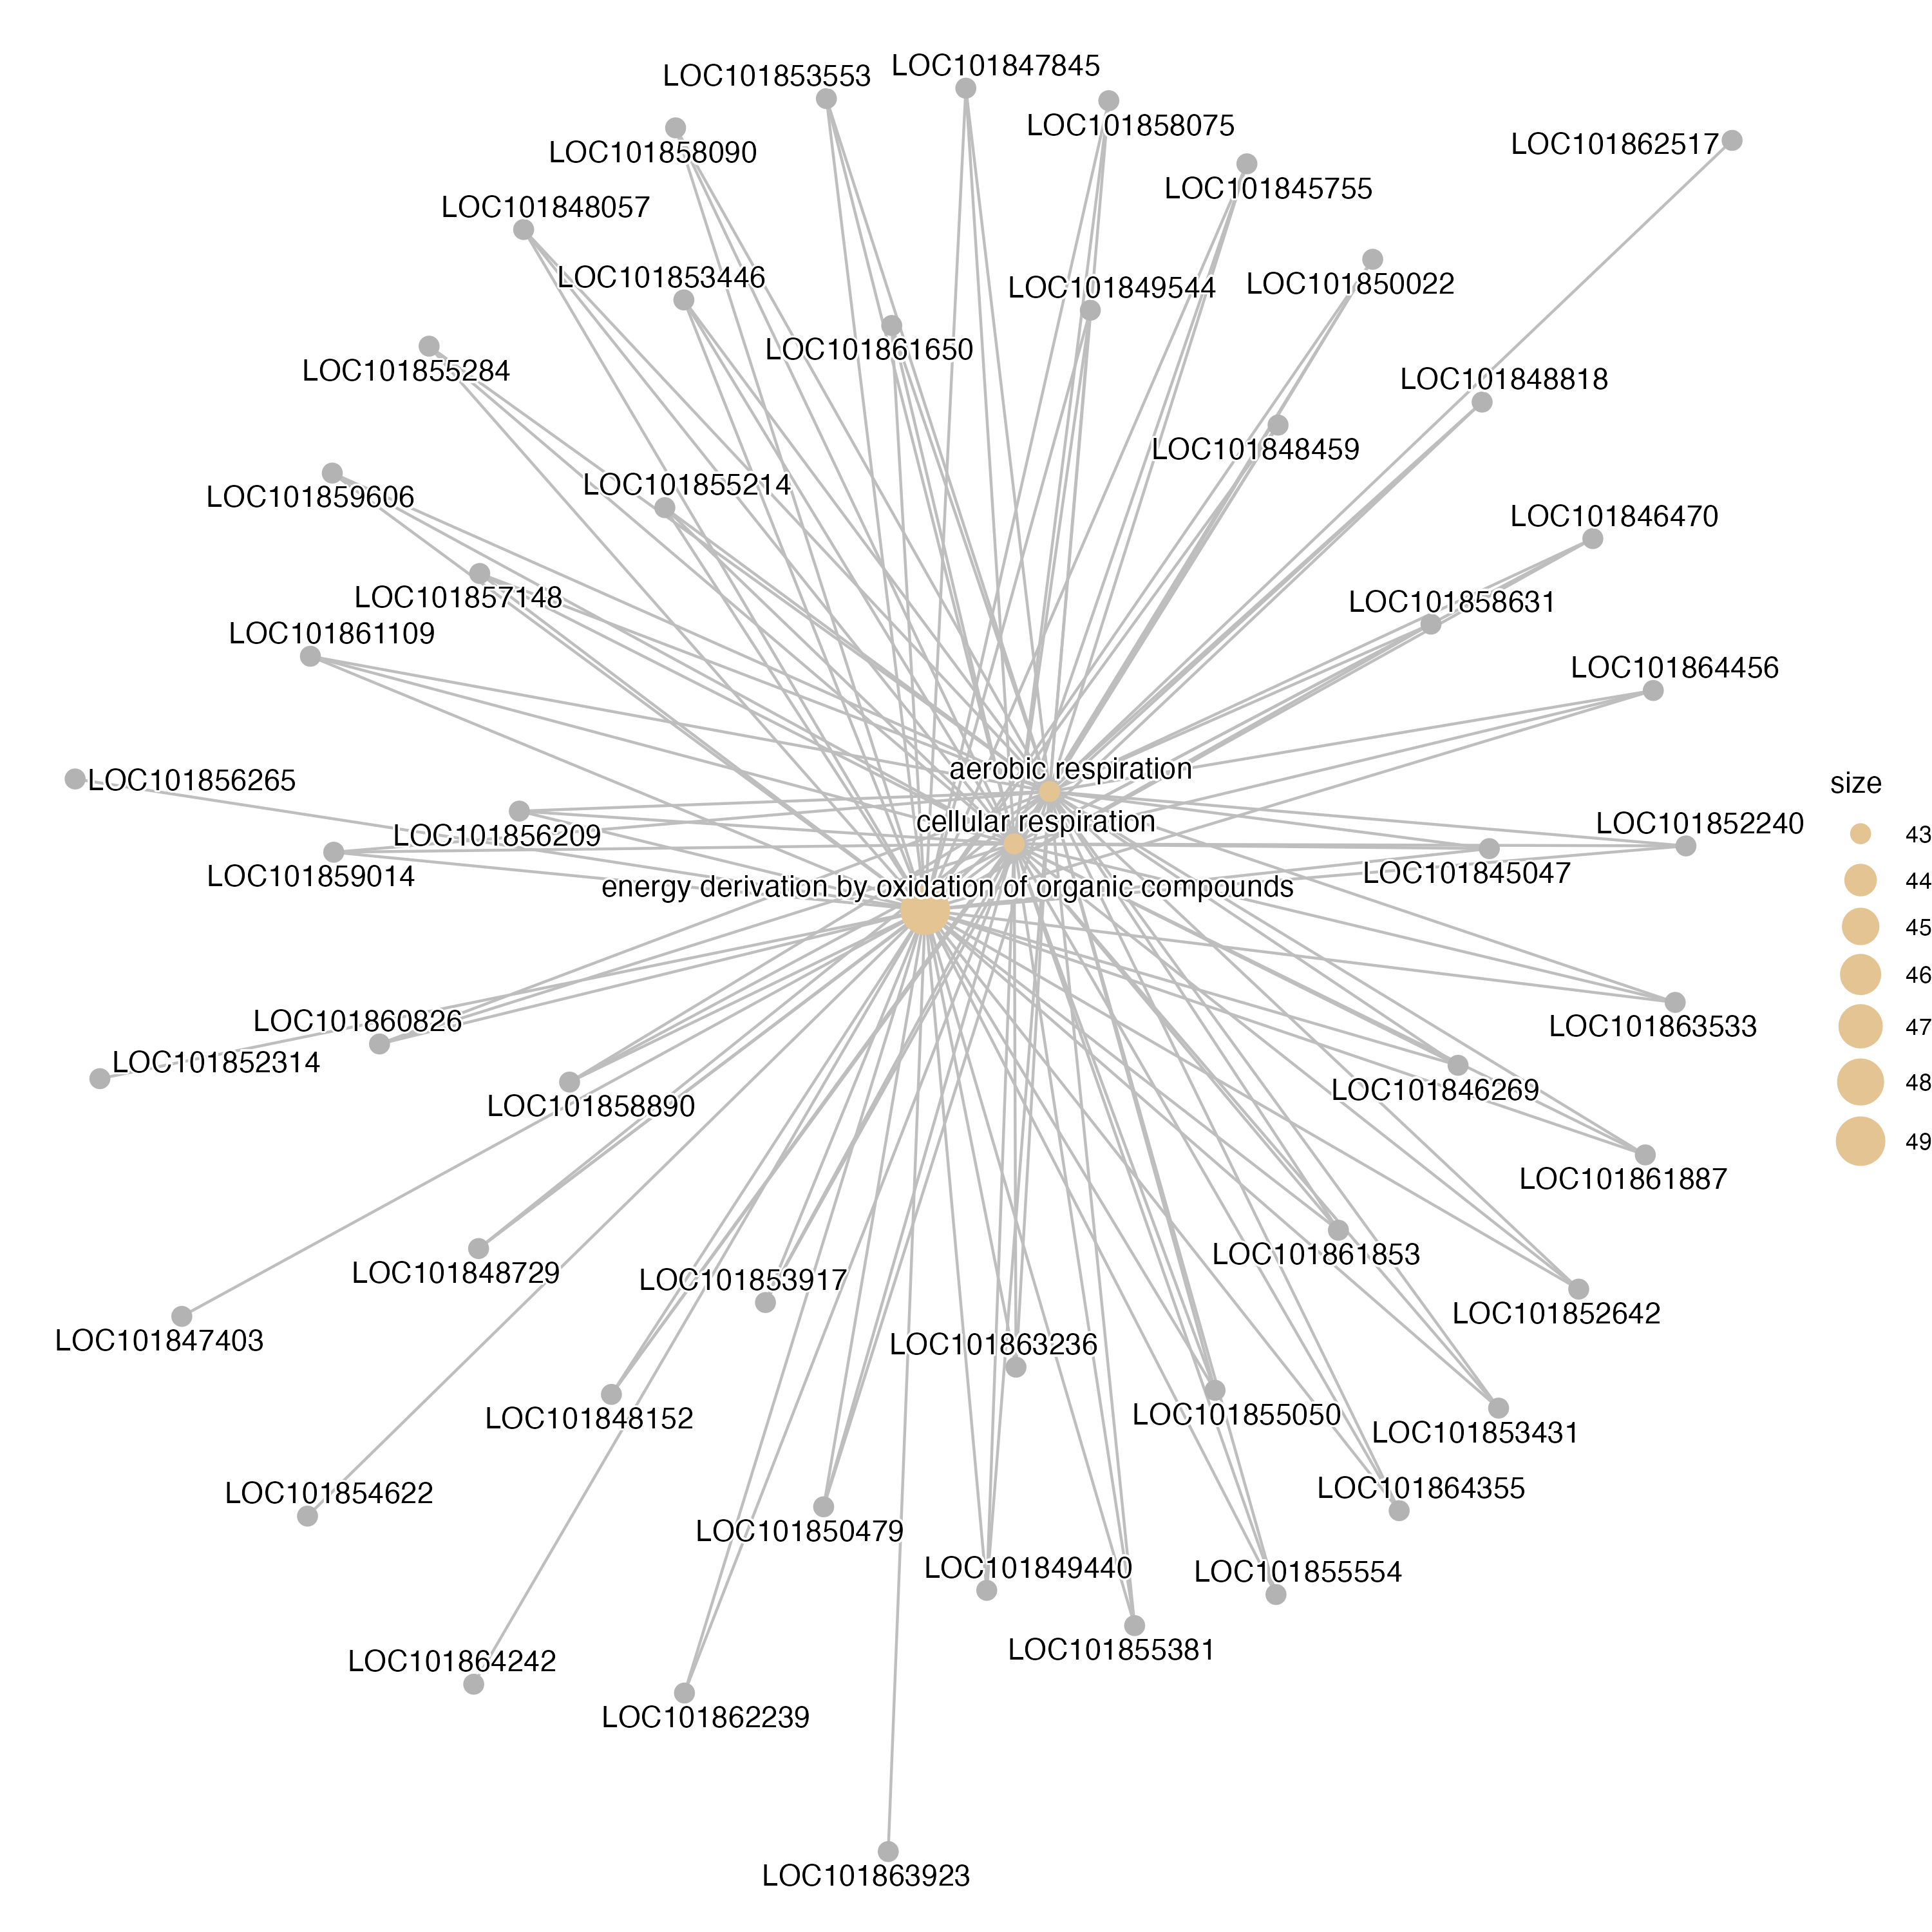 LOC101847845
LOC101853553
LOC101858075
LOC101862517
LOC101858090
LOC101845755
LOC101848057
LOC101853446
LOC101850022
LOC101849544
LOC101861650
LOC101855284
LOC101848818
LOC101848459
LOC101855214
LOC101859606
LOC101846470
LOC101857148
LOC101858631
LOC101861109
LOC101864456
aerobic respiration
LOC101856265
cellular respiration
LOC101852240
LOC101856209
LOC101845047
LOC101859014
energy derivation by oxidation of organic compounds
LOC101860826
LOC101863533
LOC101852314
LOC101846269
LOC101858890
LOC101861887
LOC101861853
LOC101848729
LOC101853917
LOC101852642
LOC101847403
LOC101863236
LOC101855050
LOC101848152
LOC101853431
LOC101864355
LOC101854622
LOC101850479
LOC101849440
LOC101855554
LOC101855381
LOC101864242
LOC101862239
LOC101863923
size
43
44
45
46
47
48
49